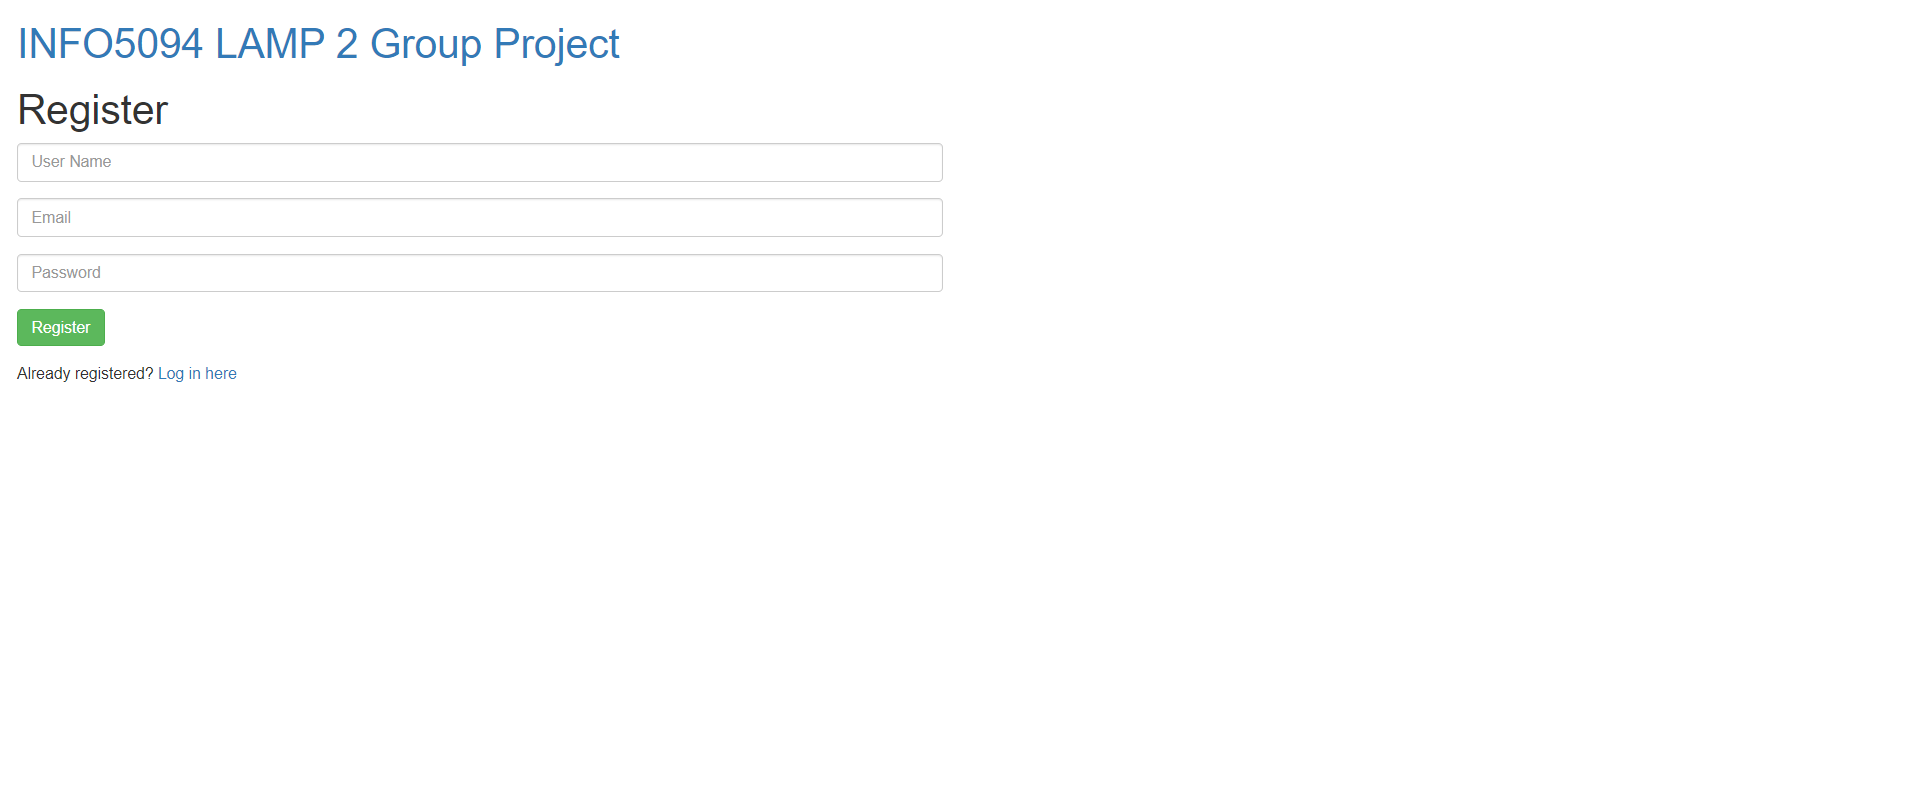 INFO5094 LAMP 2 Group Project
Register
User Name
Email
Password
Register
Already registered? Log in here